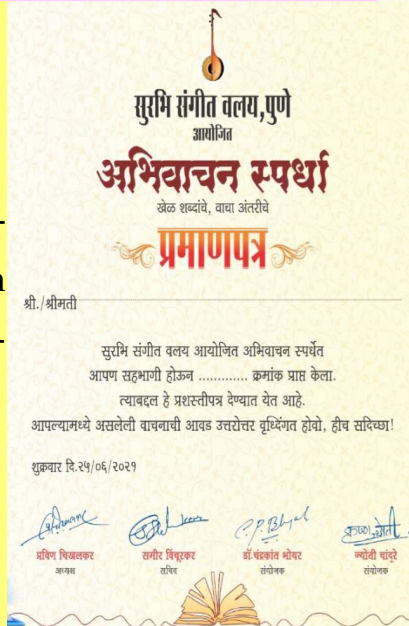 सुरभि संगीत वलय,पुणे
आयोजित
अभिवाचन स्पर्धा
खेळ शब्दांचे, वाचा अंतरीचे
प्रमाणपत्र
श्री./श्रीमती
सुरभि संगीत वलय आयोजित अभिवाचन स्पर्धेत
आपण सहभागी होऊन ............. क्रमांक प्राप्त केला.
त्याबद्दल हे प्रशस्तीपत्र देण्यात येत आहे.
आपल्यामध्ये असलेली वाचनाची आवड उत्तरोत्तर वृध्दिंगत होवो, हीच सदिच्छा!
शुक्रवार दि.२५/०६/२०२१
प्रविण चिखलकर समीर विंचूरकर डॉ.चंद्रकांत भोयर ज्योती चांदुरे
अध्यक्ष सचिव संयोजक संयोजक